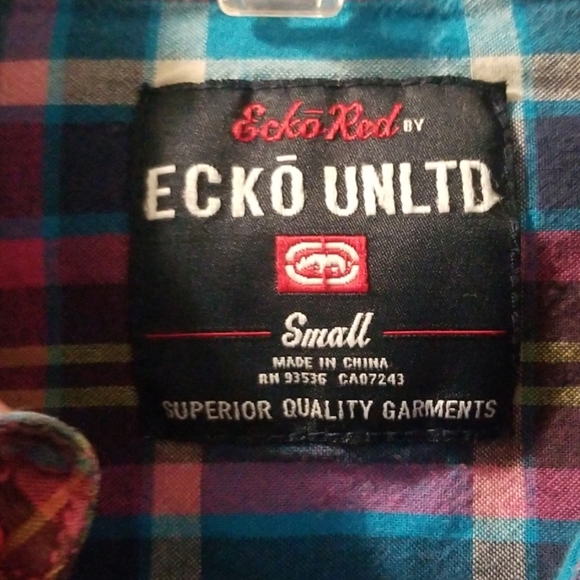 Eckō Red BY
ECKŌ UNLTD
Small
MADE IN CHINA
RN 93536 CA07243
SUPERIOR QUALITY GARMENTS